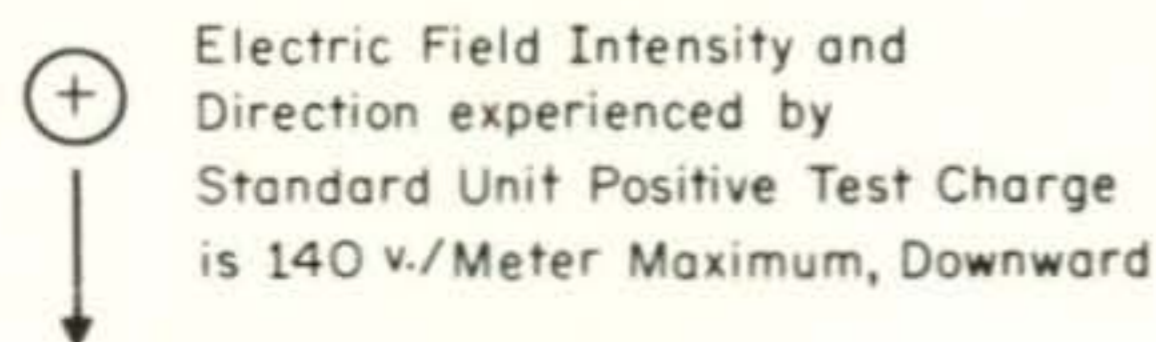 +
Electric Field Intensity and
Direction experienced by
Standard Unit Positive Test Charge
is 140 v./Meter Maximum, Downward